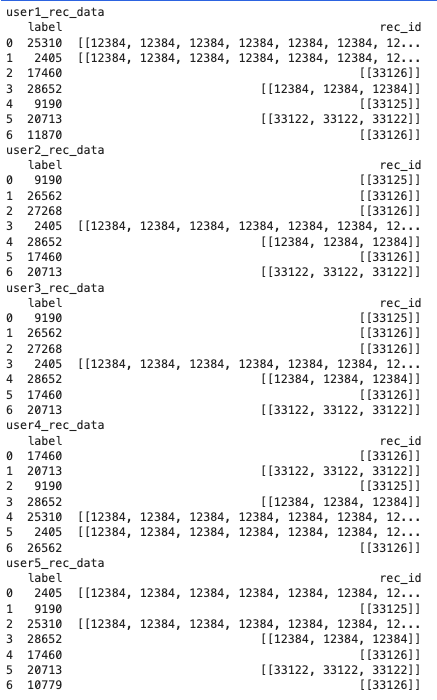 user1_rec_data
label rec_id
0 25310 [[12384, 12384, 12384, 12384, 12384, 12384, 12...
1 2405 [[12384, 12384, 12384, 12384, 12384, 12384, 12...
2 17460 [[33126]]
3 28652 [[12384, 12384, 12384]]
4 9190 [[33125]]
5 20713 [[33122, 33122, 33122]]
6 11870 [[33126]]
user2_rec_data
label rec_id
0 9190 [[33125]]
1 26562 [[33126]]
2 27268 [[33126]]
3 2405 [[12384, 12384, 12384, 12384, 12384, 12384, 12...
4 28652 [[12384, 12384, 12384]]
5 17460 [[33126]]
6 20713 [[33122, 33122, 33122]]
user3_rec_data
label rec_id
0 9190 [[33125]]
1 26562 [[33126]]
2 27268 [[33126]]
3 2405 [[12384, 12384, 12384, 12384, 12384, 12384, 12...
4 28652 [[12384, 12384, 12384]]
5 17460 [[33126]]
6 20713 [[33122, 33122, 33122]]
user4_rec_data
label rec_id
0 17460 [[33126]]
1 20713 [[33122, 33122, 33122]]
2 9190 [[33125]]
3 28652 [[12384, 12384, 12384]]
4 25310 [[12384, 12384, 12384, 12384, 12384, 12384, 12...
5 2405 [[12384, 12384, 12384, 12384, 12384, 12384, 12...
6 26562 [[33126]]
user5_rec_data
label rec_id
0 2405 [[12384, 12384, 12384, 12384, 12384, 12384, 12...
1 9190 [[33125]]
2 25310 [[12384, 12384, 12384, 12384, 12384, 12384, 12...
3 28652 [[12384, 12384, 12384]]
4 17460 [[33126]]
5 20713 [[33122, 33122, 33122]]
6 10779 [[33126]]